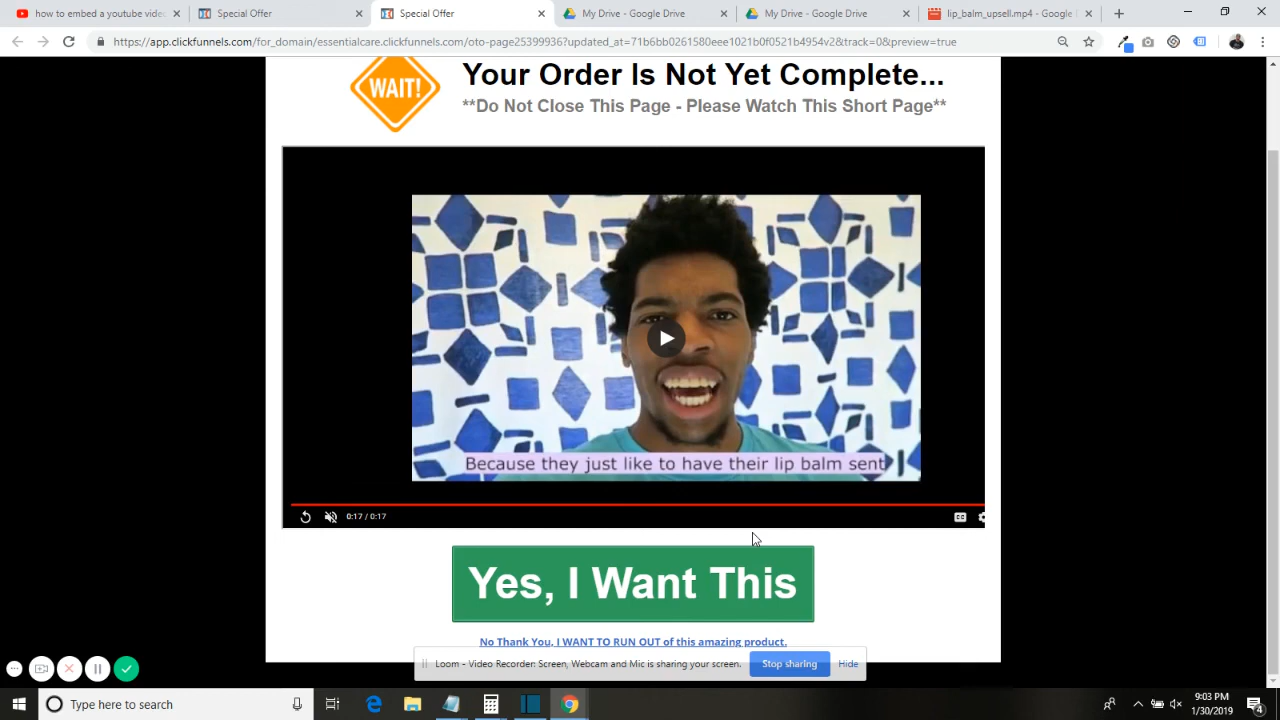 how to embed a youtube video
Special Offer
Special Offer
My Drive - Google Drive
My Drive - Google Drive
lip_balm_upsell.mp4 - Google
https://app.clickfunnels.com/for_domain/essentialcare.clickfunnels.com/oto-page25399936?updated_at=71b6bb0261580eee1021b0f0521b4954v2&track=0&preview=true
WAIT!
Your Order Is Not Yet Complete...
**Do Not Close This Page - Please Watch This Short Page**
Because they just like to have their lip balm sent
0:17 / 0:17
CC
Yes, I Want This
No Thank You, I WANT TO RUN OUT of this amazing product.
Loom - Video Recorder: Screen, Webcam and Mic is sharing your screen.
Stop sharing
Hide
Type here to search
9:03 PM
1/30/2019
4